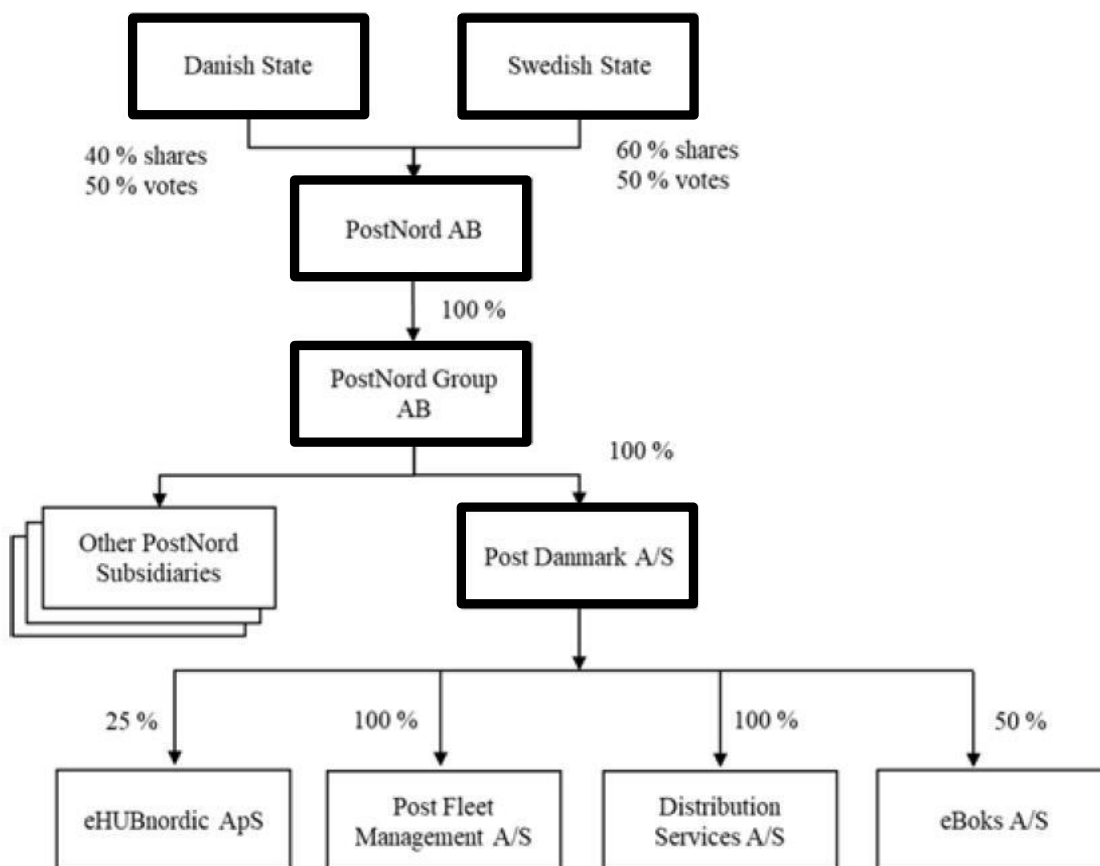 Danish State
Swedish State
40 % shares
50 % votes
60 % shares
50 % votes
PostNord AB
100 %
PostNord Group
AB
100 %
Other PostNord
Subsidiaries
Post Danmark A/S
25 %
100 %
100 %
50 %
eHUBnordic ApS
Post Fleet
Management A/S
Distribution
Services A/S
eBoks A/S